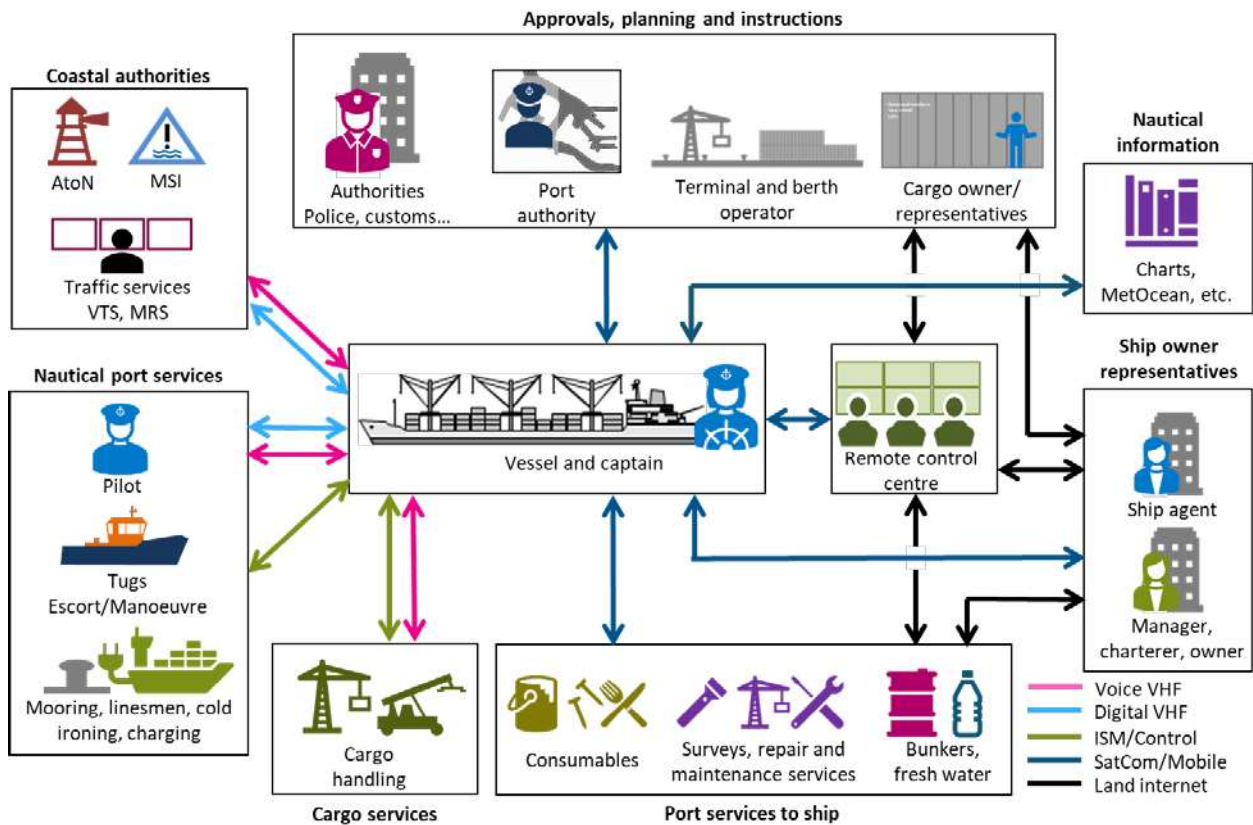 Approvals, planning and instructions
Authorities
Police, customs...
Port
authority
Terminal and berth
operator
Cargo owner/
representatives
Coastal authorities
AtoN
MSI
Traffic services
VTS, MRS
Nautical
information
Charts,
MetOcean, etc.
Nautical port services
Pilot
Tugs
Escort/Manoeuvre
Mooring, linesmen, cold
ironing, charging
Vessel and captain
Remote control
centre
Ship owner
representatives
Ship agent
Manager,
charterer, owner
Cargo
handling
Cargo services
Consumables
Surveys, repair and
maintenance services
Bunkers,
fresh water
Port services to ship
Voice VHF
Digital VHF
ISM/Control
SatCom/Mobile
Land internet